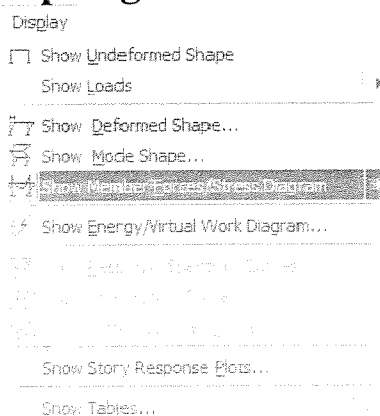 Display
Show Undeformed Shape
Show Loads
Show Deformed Shape...
Show Mode Shape...
Show Member Forces/Stress Diagram
Show Energy/Virtual Work Diagram...
Show Story Response Plots...
Show Tables...